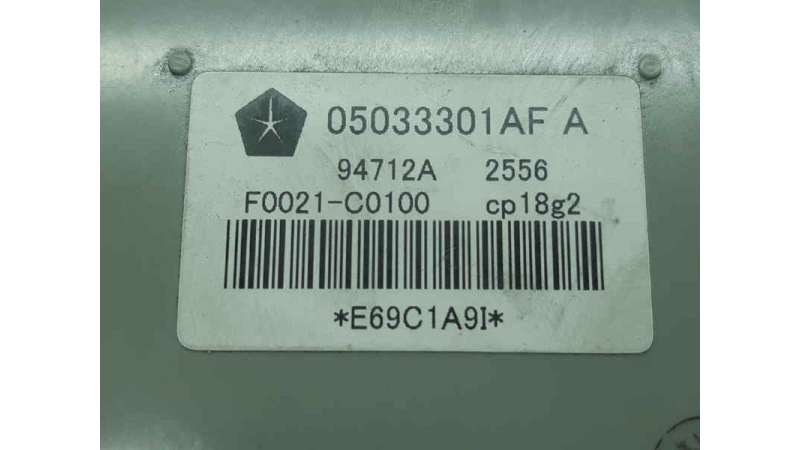 05033301AF A
94712A 2556
F0021-C0100 cp18g2
*E69C1A9I*